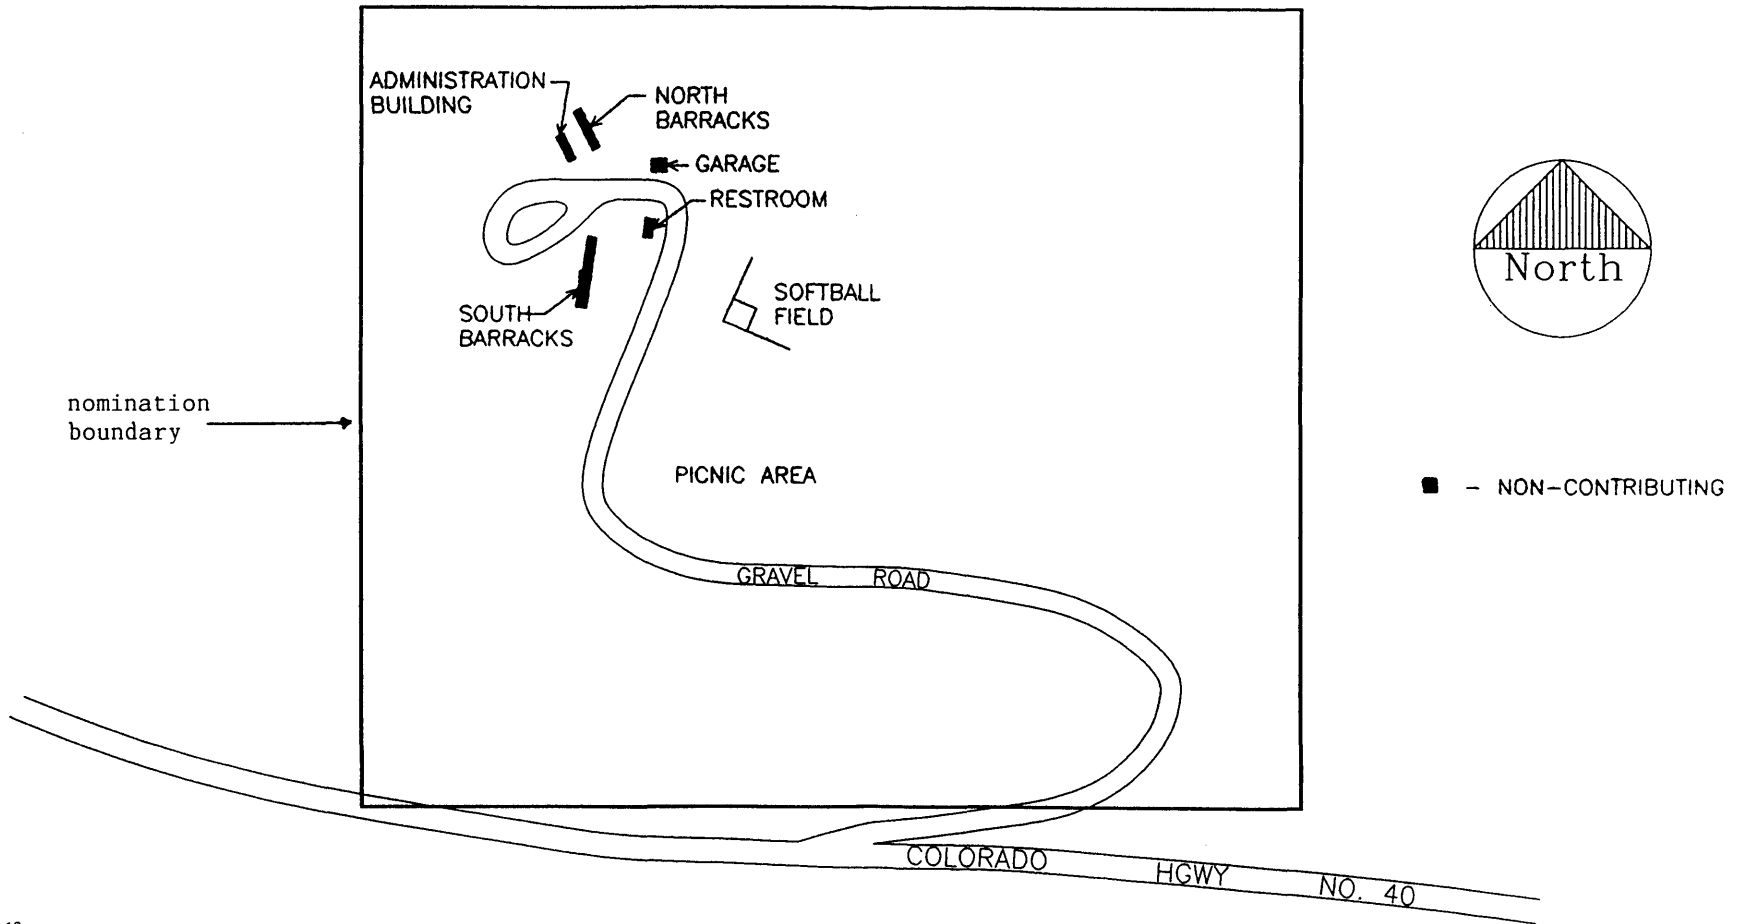 ADMINISTRATION
BUILDING
NORTH
BARRACKS
GARAGE
RESTROOM
SOFTBALL
FIELD
SOUTH
BARRACKS
North
nomination
boundary
PICNIC AREA
- NON-CONTRIBUTING
GRAVEL ROAD
COLORADO HGWY NO. 40